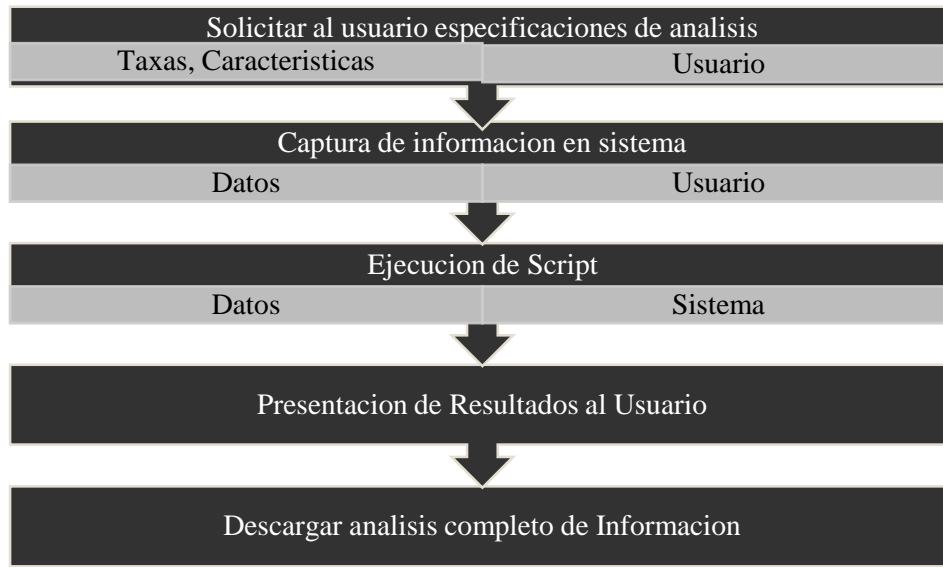 Solicitar al usuario especificaciones de analisis
Taxas, Caracteristicas
Usuario
Captura de informacion en sistema
Datos
Usuario
Ejecucion de Script
Datos
Sistema
Presentacion de Resultados al Usuario
Descargar analisis completo de Informacion